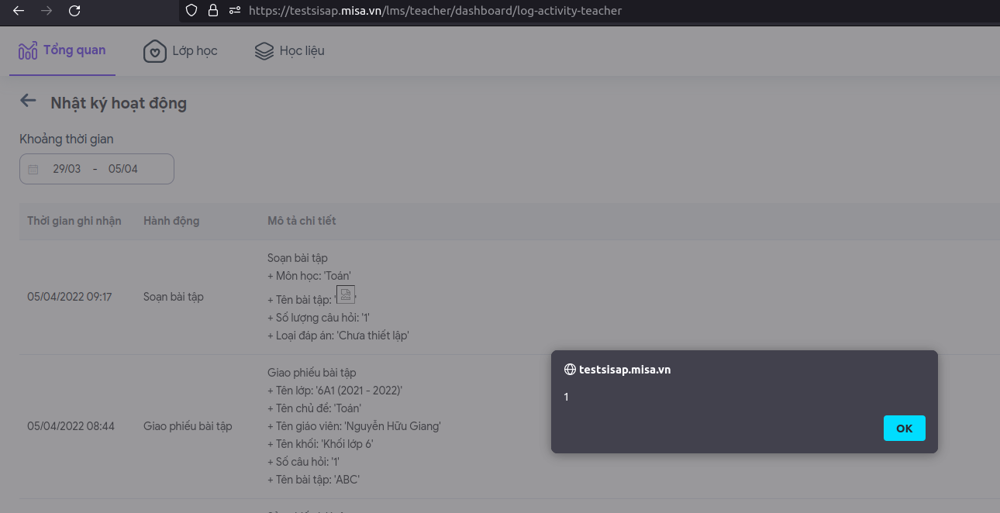 https://testsisap.misa.vn/lms/teacher/dashboard/log-activity-teacher
Tổng quan Lớp học Học liệu
Nhật ký hoạt động
Khoảng thời gian
29/03 - 05/04
Thời gian ghi nhận Hành động Mô tả chi tiết
Soạn bài tập
+ Môn học: 'Toán'
05/04/2022 09:17 Soạn bài tập
+ Tên bài tập: ' '
+ Số lượng câu hỏi: '1'
+ Loại đáp án: 'Chưa thiết lập'
Giao phiếu bài tập
+ Tên lớp: '6A1 (2021 - 2022)'
+ Tên chủ đề: 'Toán'
05/04/2022 08:44 Giao phiếu bài tập + Tên giáo viên: 'Nguyễn Hữu Giang'
+ Tên khối: 'Khối lớp 6'
+ Số câu hỏi: '1'
+ Tên bài tập: 'ABC'
testsisap.misa.vn
1
OK